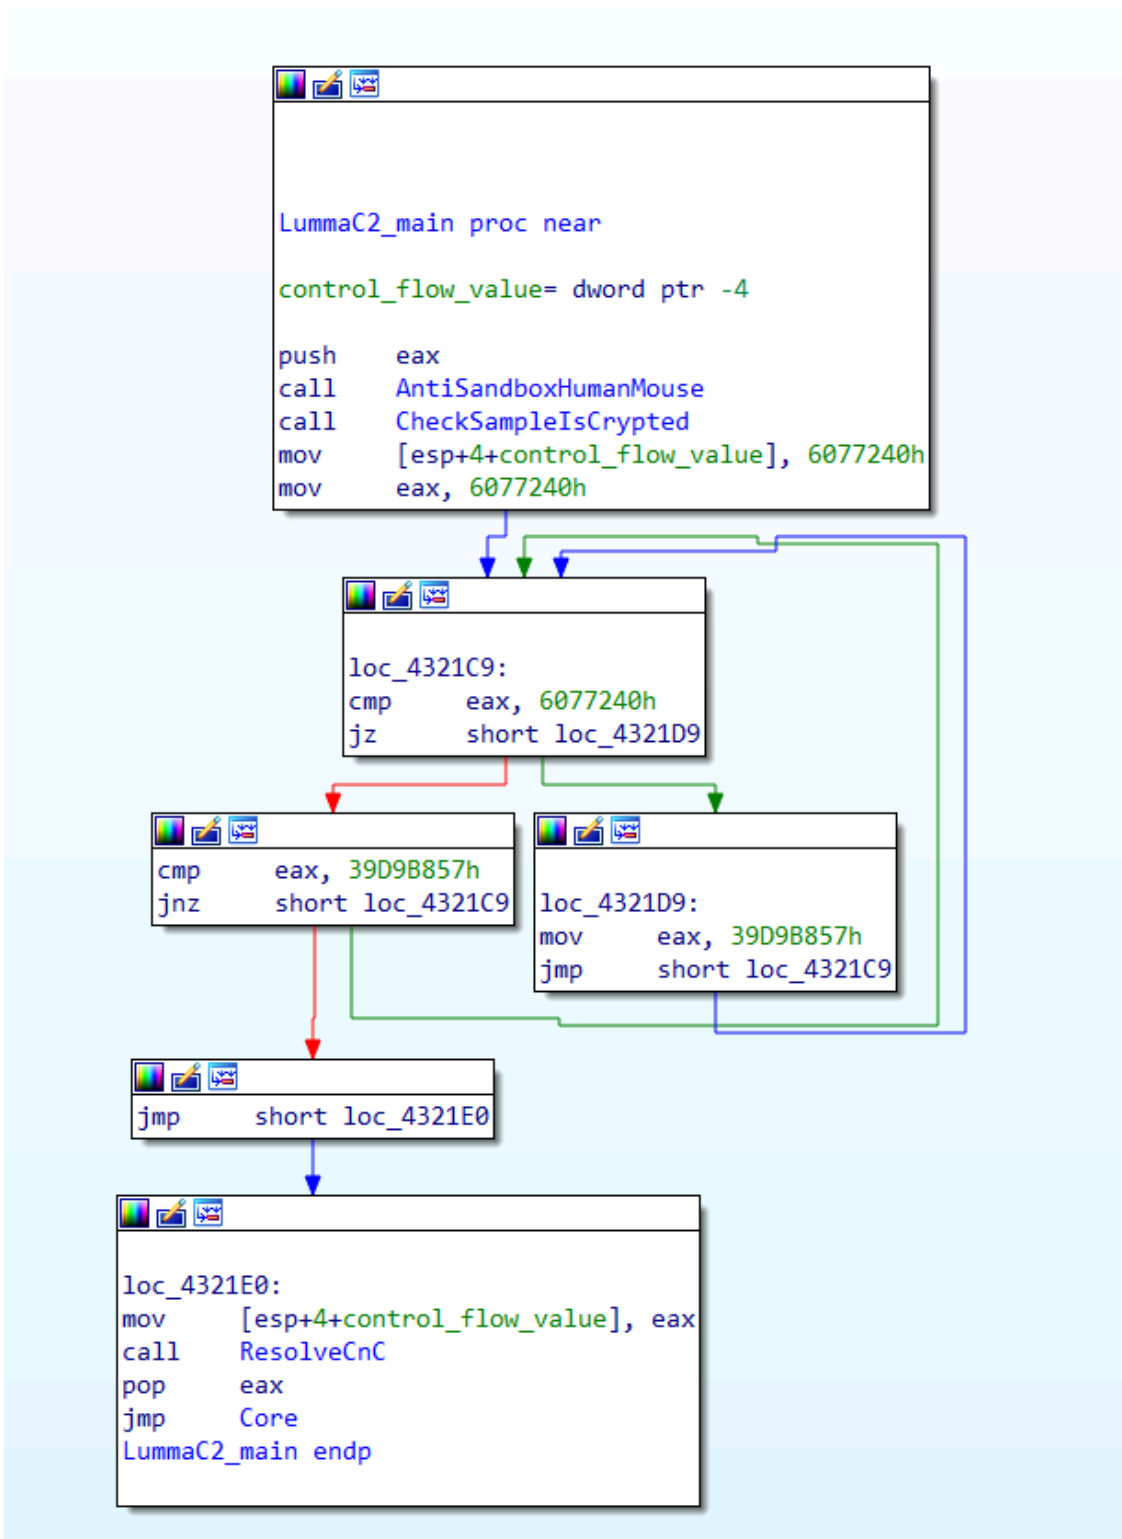 LummaC2_main proc near
control_flow_value= dword ptr -4
push eax
call AntiSandboxHumanMouse
call CheckSampleIsCrypted
mov [esp+4+control_flow_value], 6077240h
mov eax, 6077240h
loc_4321C9:
cmp eax, 6077240h
jz short loc_4321D9
cmp eax, 39D9B857h
jnz short loc_4321C9
loc_4321D9:
mov eax, 39D9B857h
jmp short loc_4321C9
jmp short loc_4321E0
loc_4321E0:
mov [esp+4+control_flow_value], eax
call ResolveCnC
pop eax
jmp Core
LummaC2_main endp